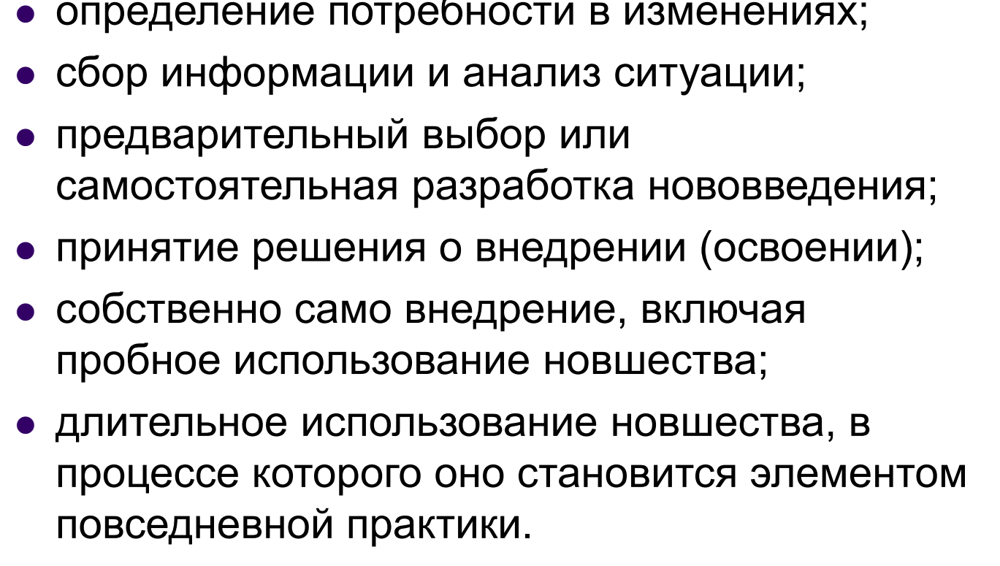 • определение потребности в изменениях;
• сбор информации и анализ ситуации;
• предварительный выбор или
самостоятельная разработка нововведения;
• принятие решения о внедрении (освоении);
• собственно само внедрение, включая
пробное использование новшества;
• длительное использование новшества, в
процессе которого оно становится элементом
повседневной практики.